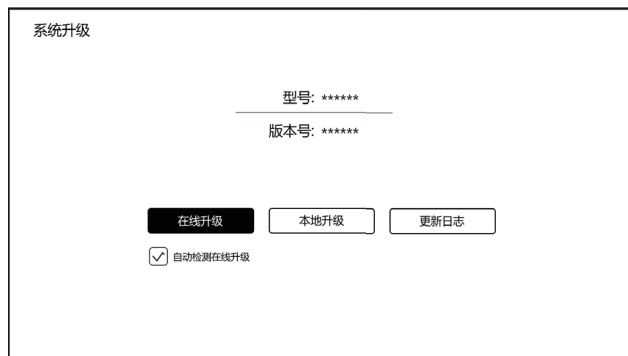 系统升级
型号: ******
版本号: ******
在线升级 本地升级 更新日志
自动检测在线升级